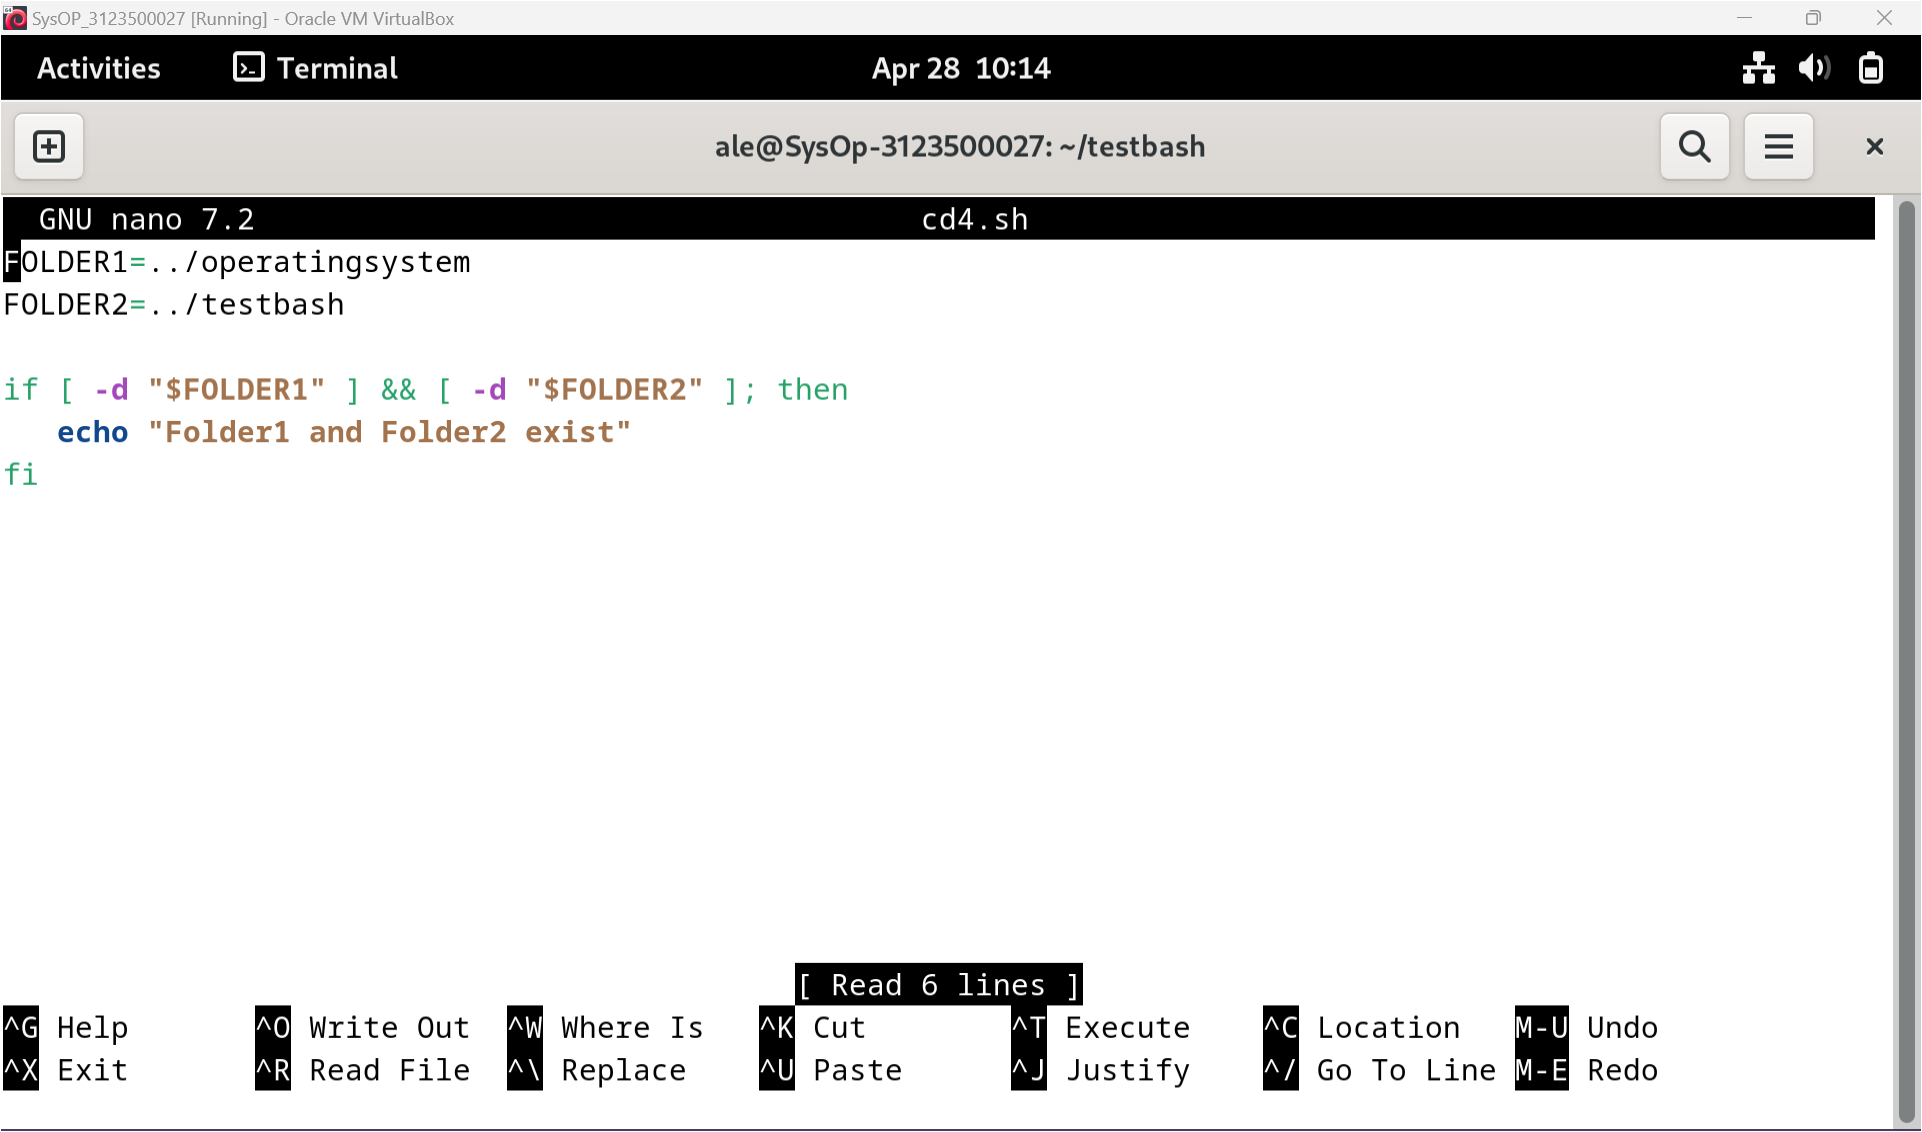 SysOP_3123500027 [Running] - Oracle VM VirtualBox
Activities Terminal Apr 28 10:14
ale@SysOp-3123500027: ~/testbash
GNU nano 7.2 cd4.sh
FOLDER1=../operatingsystem
FOLDER2=../testbash
if [ -d "$FOLDER1" ] && [ -d "$FOLDER2" ]; then
   echo "Folder1 and Folder2 exist"
fi
[ Read 6 lines ]
^G Help ^O Write Out ^W Where Is ^K Cut ^T Execute ^C Location M-U Undo
^X Exit ^R Read File ^\ Replace ^U Paste ^J Justify ^/ Go To Line M-E Redo